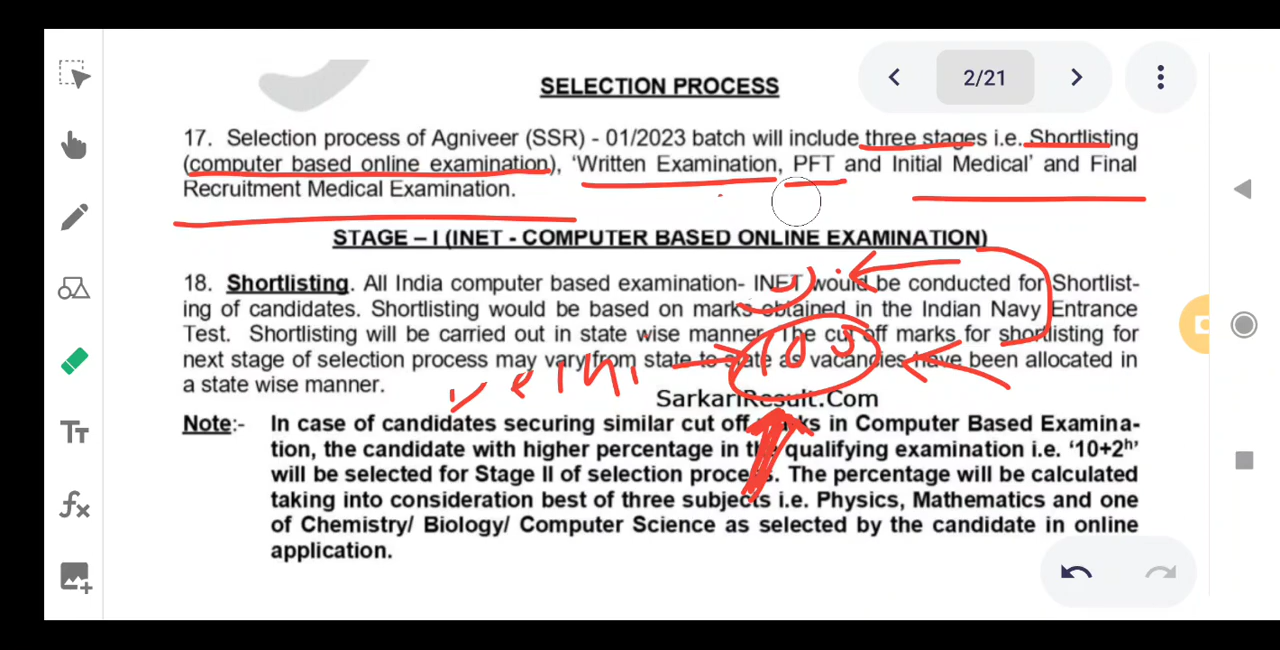 2/21
SELECTION PROCESS
17. Selection process of Agniveer (SSR) - 01/2023 batch will include three stages i.e. Shortlisting
(computer based online examination), ‘Written Examination, PFT and Initial Medical’ and Final
Recruitment Medical Examination.
STAGE – I (INET - COMPUTER BASED ONLINE EXAMINATION)
18. Shortlisting. All India computer based examination- INET would be conducted for Shortlist-
ing of candidates. Shortlisting would be based on marks obtained in the Indian Navy Entrance
Test. Shortlisting will be carried out in state wise manner. The cut off marks for shortlisting for
next stage of selection process may vary from state to state as vacancies have been allocated in
a state wise manner.
Delhi
SarkariResult.Com
Note:- In case of candidates securing similar cut off marks in Computer Based Examina-
tion, the candidate with higher percentage in the qualifying examination i.e. ‘10+2ʰ’
will be selected for Stage II of selection process. The percentage will be calculated
taking into consideration best of three subjects i.e. Physics, Mathematics and one
of Chemistry/ Biology/ Computer Science as selected by the candidate in online
application.
Tт
fx